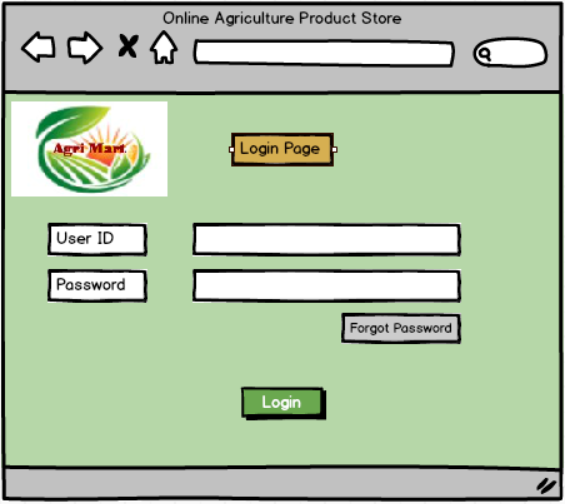 Online Agriculture Product Store
Agri Mart
Login Page
User ID
Password
Forgot Password
Login